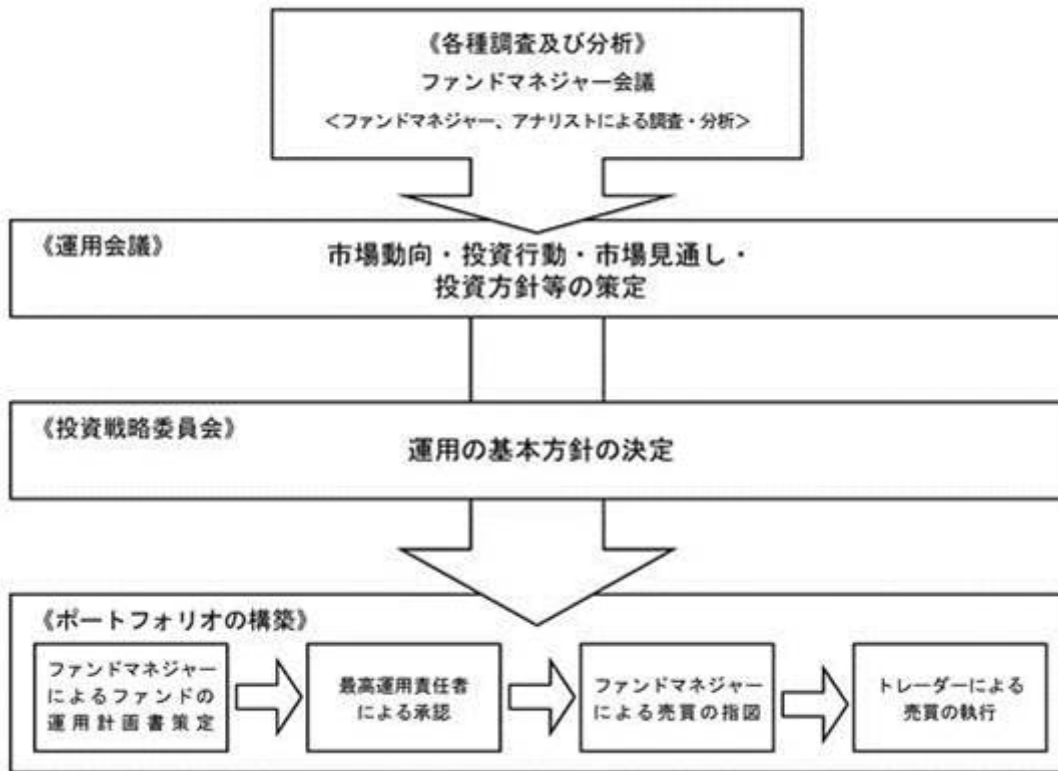 《各種調査及び分析》
ファンドマネジャー会議
<ファンドマネジャー、アナリストによる調査・分析>
《運用会議》
市場動向・投資行動・市場見通し・
投資方針等の策定
《投資戦略委員会》
運用の基本方針の決定
《ポートフォリオの構築》
ファンドマネジャー
によるファンドの
運用計画書策定
最高運用責任者
による承認
ファンドマネジャー
による売買の指図
トレーダーによる
売買の執行